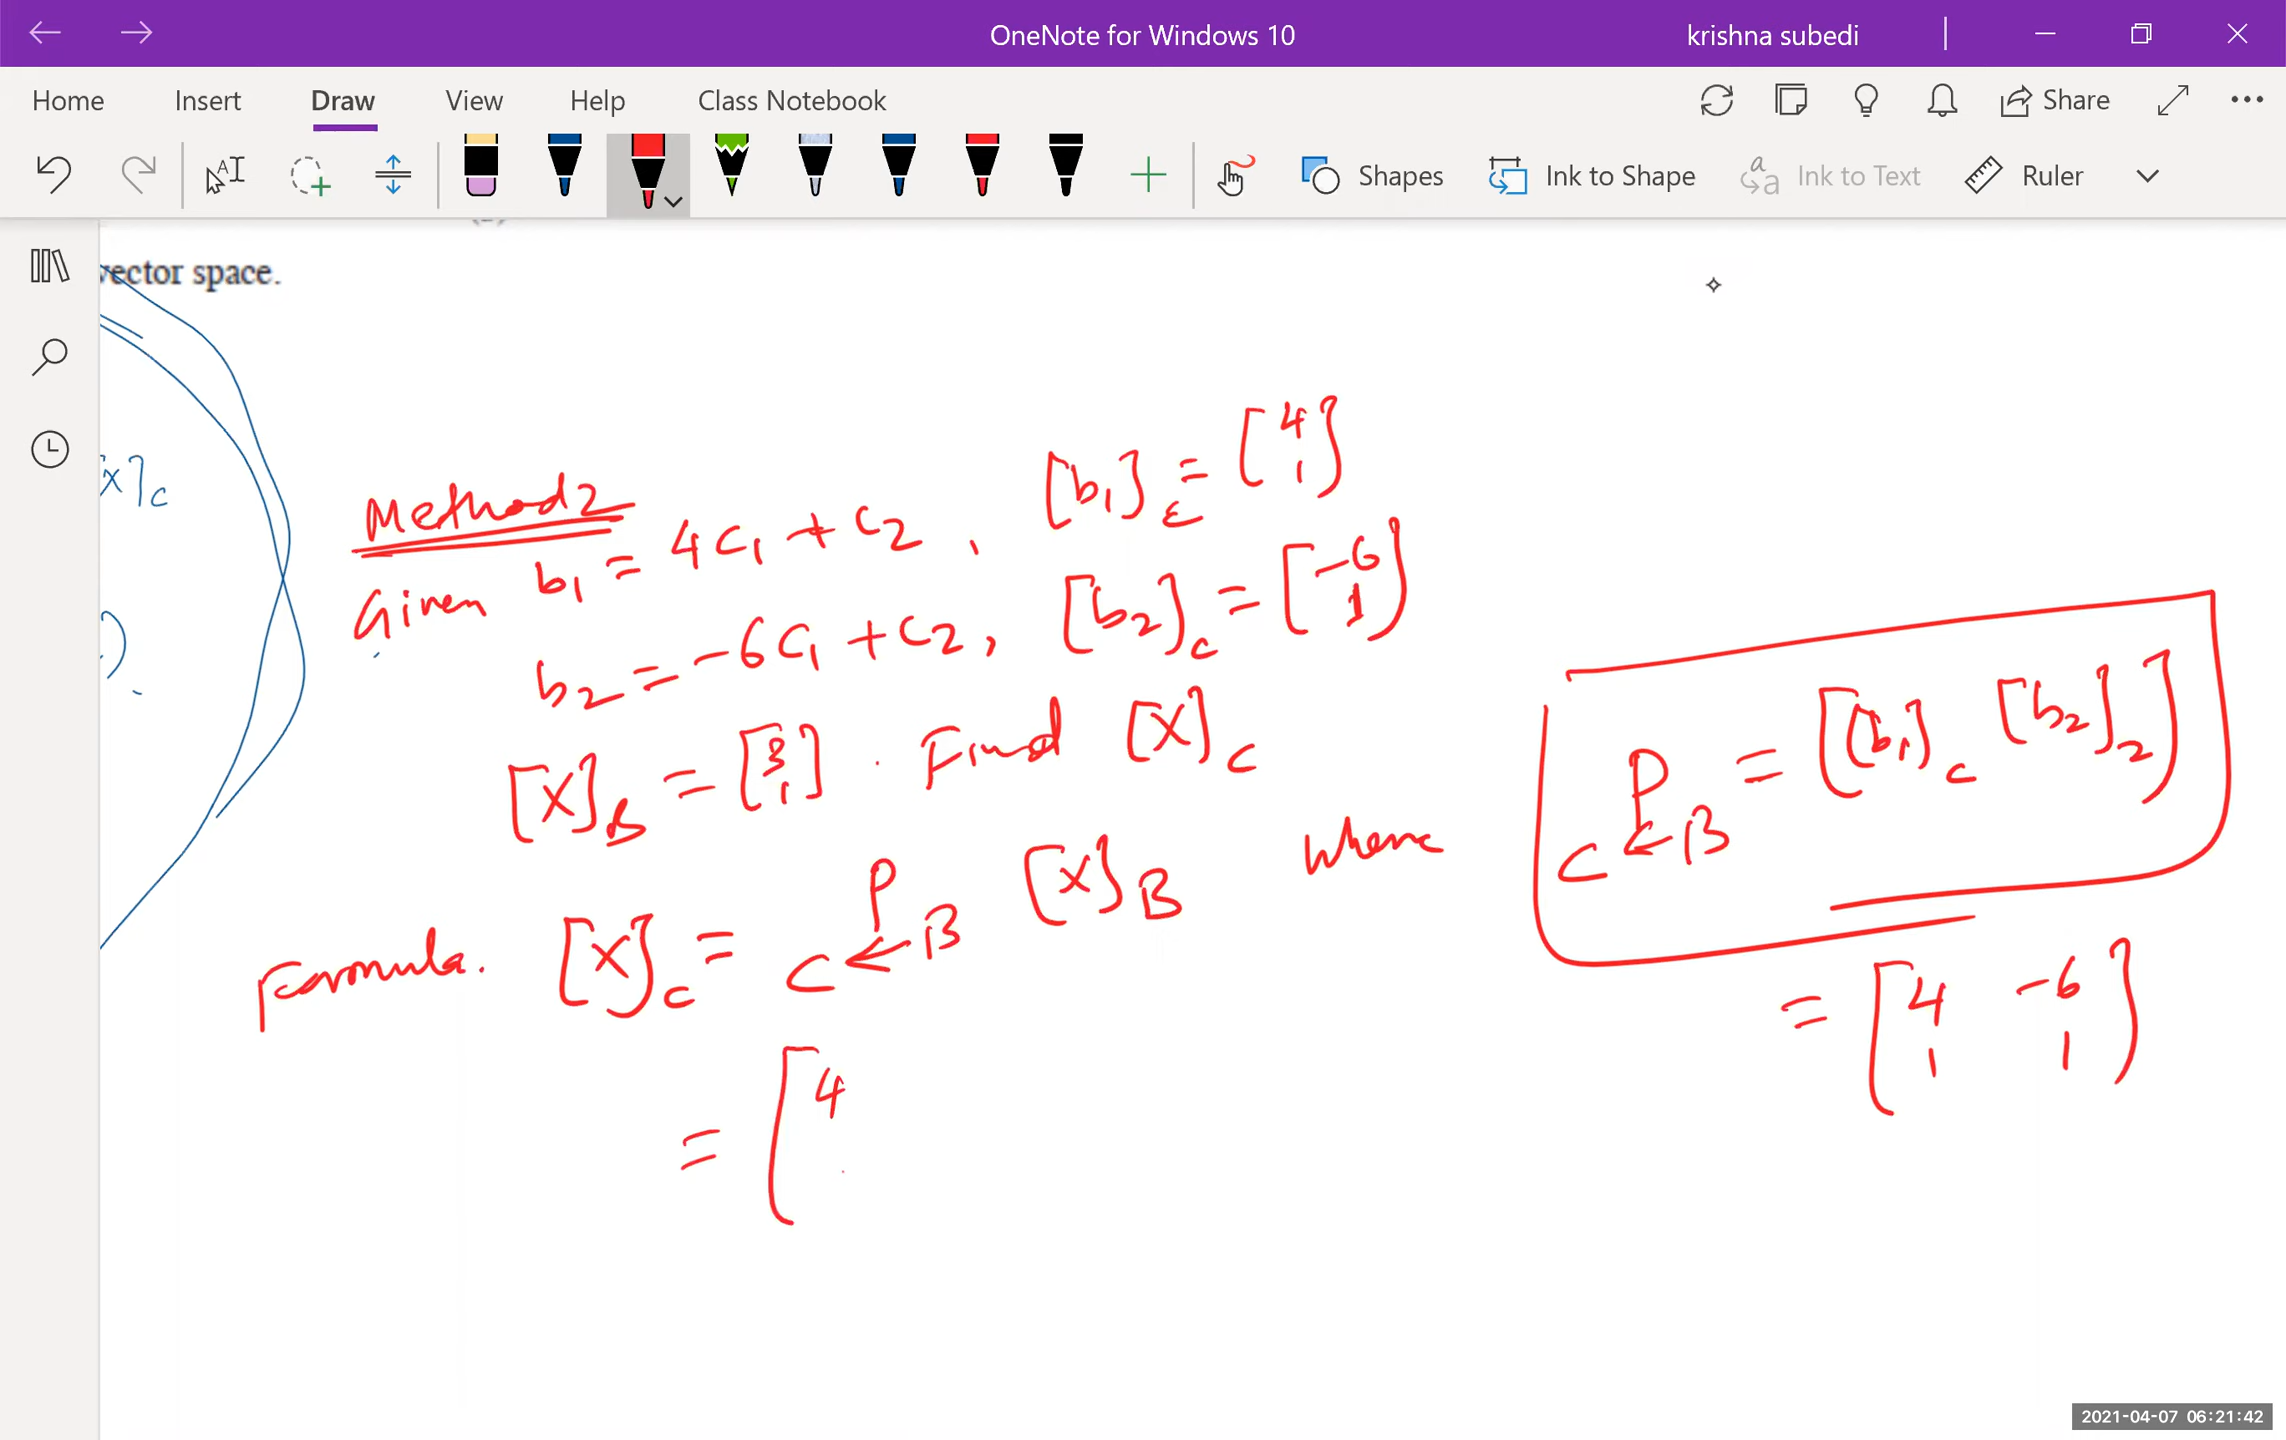 OneNote for Windows 10
krishna subedi
Home Insert Draw View Help Class Notebook
Share
Shapes Ink to Shape Ink to Text Ruler
vector space.
x]c
Method 2
Given b1 = 4c1 + c2 , [b1]c = [4 1]
b2 = -6c1 + c2, [b2]c = [-6 1]
[x]B = [3 1] . Find [x]c
Formula. [x]c = P C←B [x]B where P C←B = [[b1]c [b2]2]
= [4 -6
1 1]
= [4
2021-04-07 06:21:42